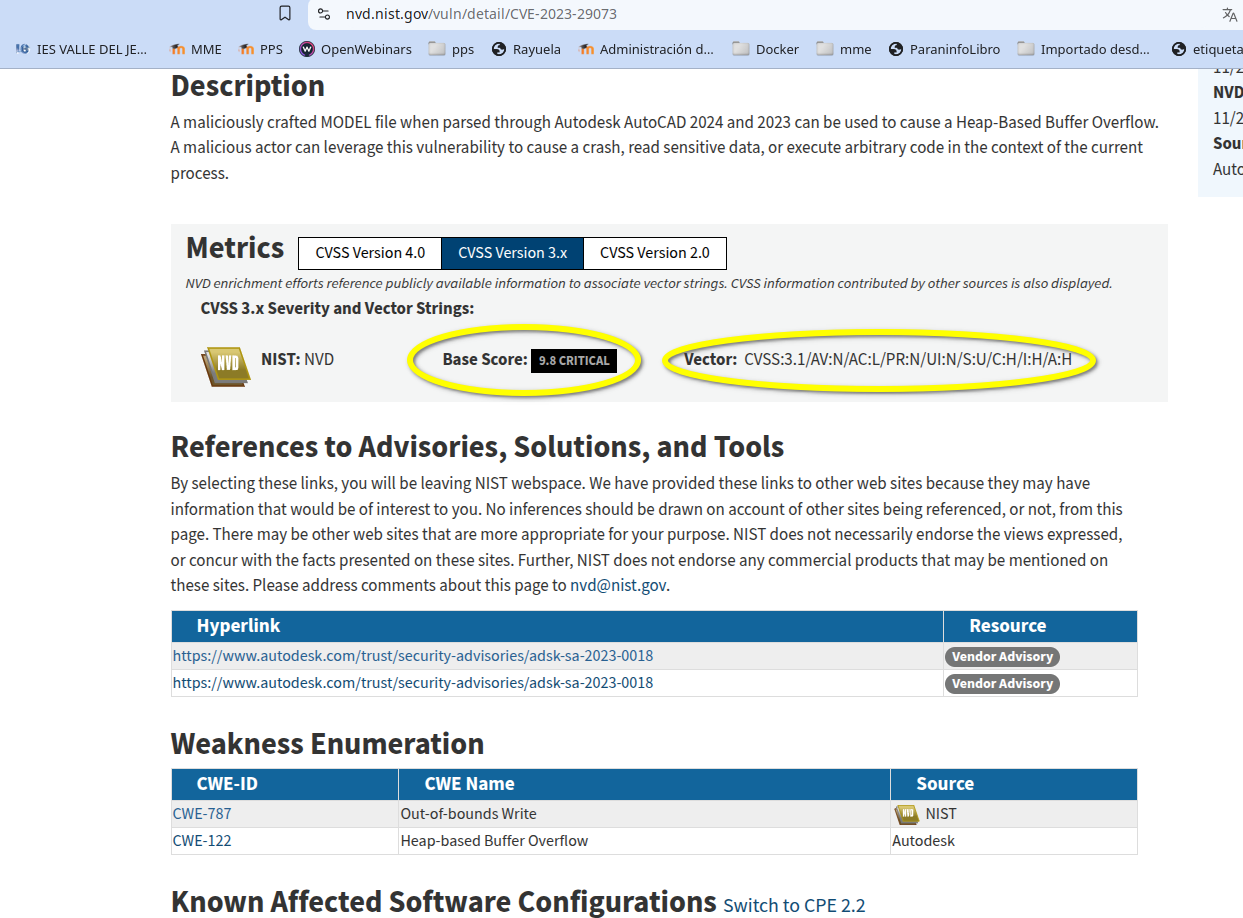 nvd.nist.gov/vuln/detail/CVE-2023-29073
IES VALLE DEL JE... MME PPS OpenWebinars pps Rayuela Administración d... Docker mme ParaninfoLibro Importado desd... etiqueta
Description
NVD
11/2
Sour
Auto
A maliciously crafted MODEL file when parsed through Autodesk AutoCAD 2024 and 2023 can be used to cause a Heap-Based Buffer Overflow.
A malicious actor can leverage this vulnerability to cause a crash, read sensitive data, or execute arbitrary code in the context of the current
process.
Metrics CVSS Version 4.0 CVSS Version 3.x CVSS Version 2.0
NVD enrichment efforts reference publicly available information to associate vector strings. CVSS information contributed by other sources is also displayed.
CVSS 3.x Severity and Vector Strings:
NVD NIST: NVD Base Score: 9.8 CRITICAL Vector: CVSS:3.1/AV:N/AC:L/PR:N/UI:N/S:U/C:H/I:H/A:H
References to Advisories, Solutions, and Tools
By selecting these links, you will be leaving NIST webspace. We have provided these links to other web sites because they may have
information that would be of interest to you. No inferences should be drawn on account of other sites being referenced, or not, from this
page. There may be other web sites that are more appropriate for your purpose. NIST does not necessarily endorse the views expressed,
or concur with the facts presented on these sites. Further, NIST does not endorse any commercial products that may be mentioned on
these sites. Please address comments about this page to nvd@nist.gov.
Hyperlink Resource
https://www.autodesk.com/trust/security-advisories/adsk-sa-2023-0018 Vendor Advisory
https://www.autodesk.com/trust/security-advisories/adsk-sa-2023-0018 Vendor Advisory
Weakness Enumeration
CWE-ID CWE Name Source
CWE-787 Out-of-bounds Write NVD NIST
CWE-122 Heap-based Buffer Overflow Autodesk
Known Affected Software Configurations Switch to CPE 2.2